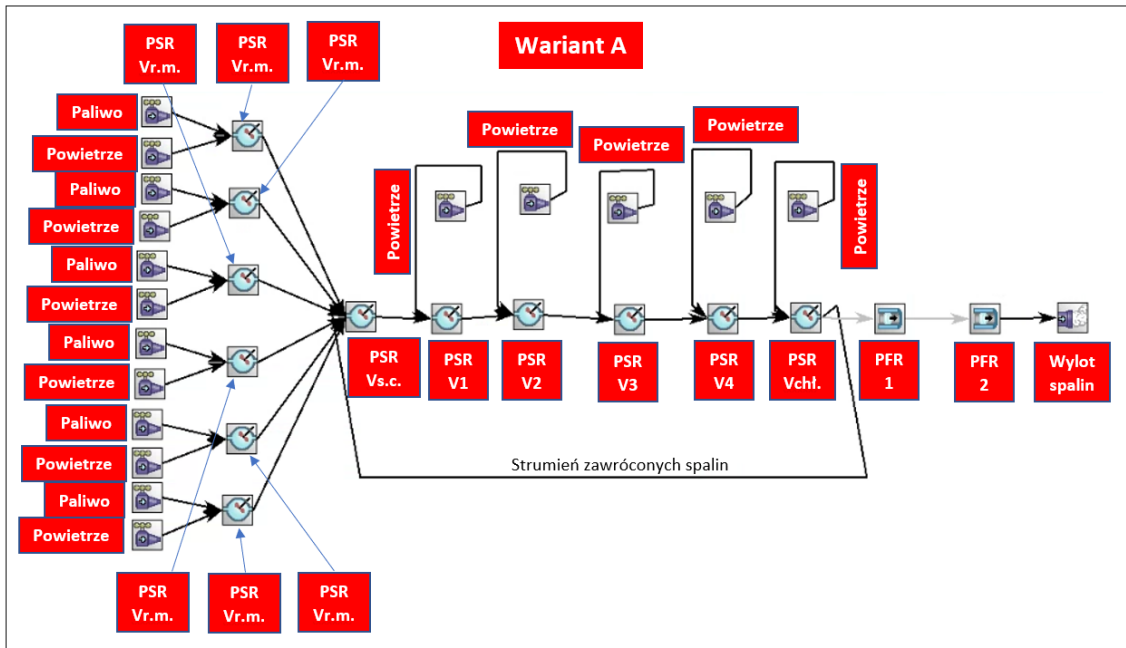 Wariant A
PSR
Vr.m.
PSR
Vr.m.
PSR
Vr.m.
Paliwo
Powietrze
Paliwo
Powietrze
Paliwo
Powietrze
Paliwo
Powietrze
Paliwo
Powietrze
Paliwo
Powietrze
PSR
Vr.m.
PSR
Vr.m.
PSR
Vr.m.
Powietrze
Powietrze
Powietrze
Powietrze
Powietrze
PSR
Vs.c.
PSR
V1
PSR
V2
PSR
V3
PSR
V4
PSR
Vchł.
PFR
1
PFR
2
Wylot
spalin
Strumień zawróconych spalin